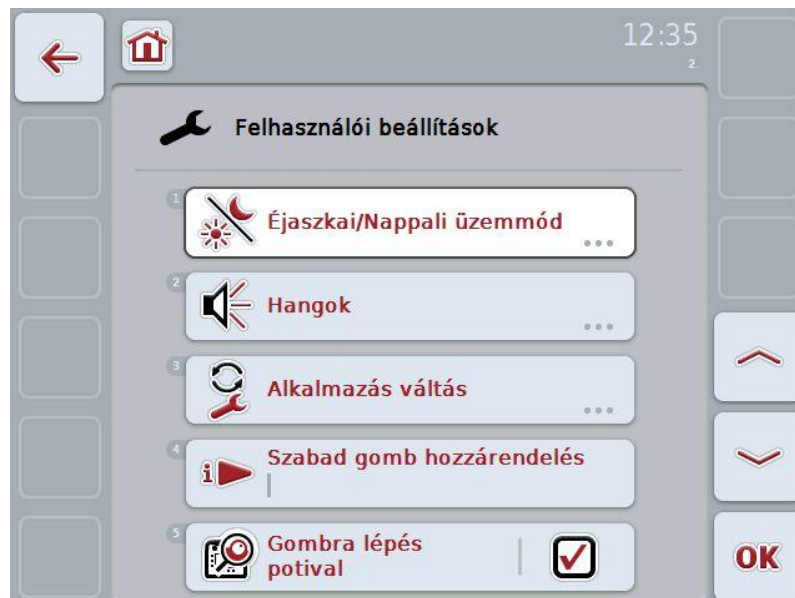 12:35
2.
Felhasználói beállítások
1
Éjaszkai/Nappali üzemmód
2
Hangok
3
Alkalmazás váltás
4
i
Szabad gomb hozzárendelés
5
Gombra lépés
potival
OK